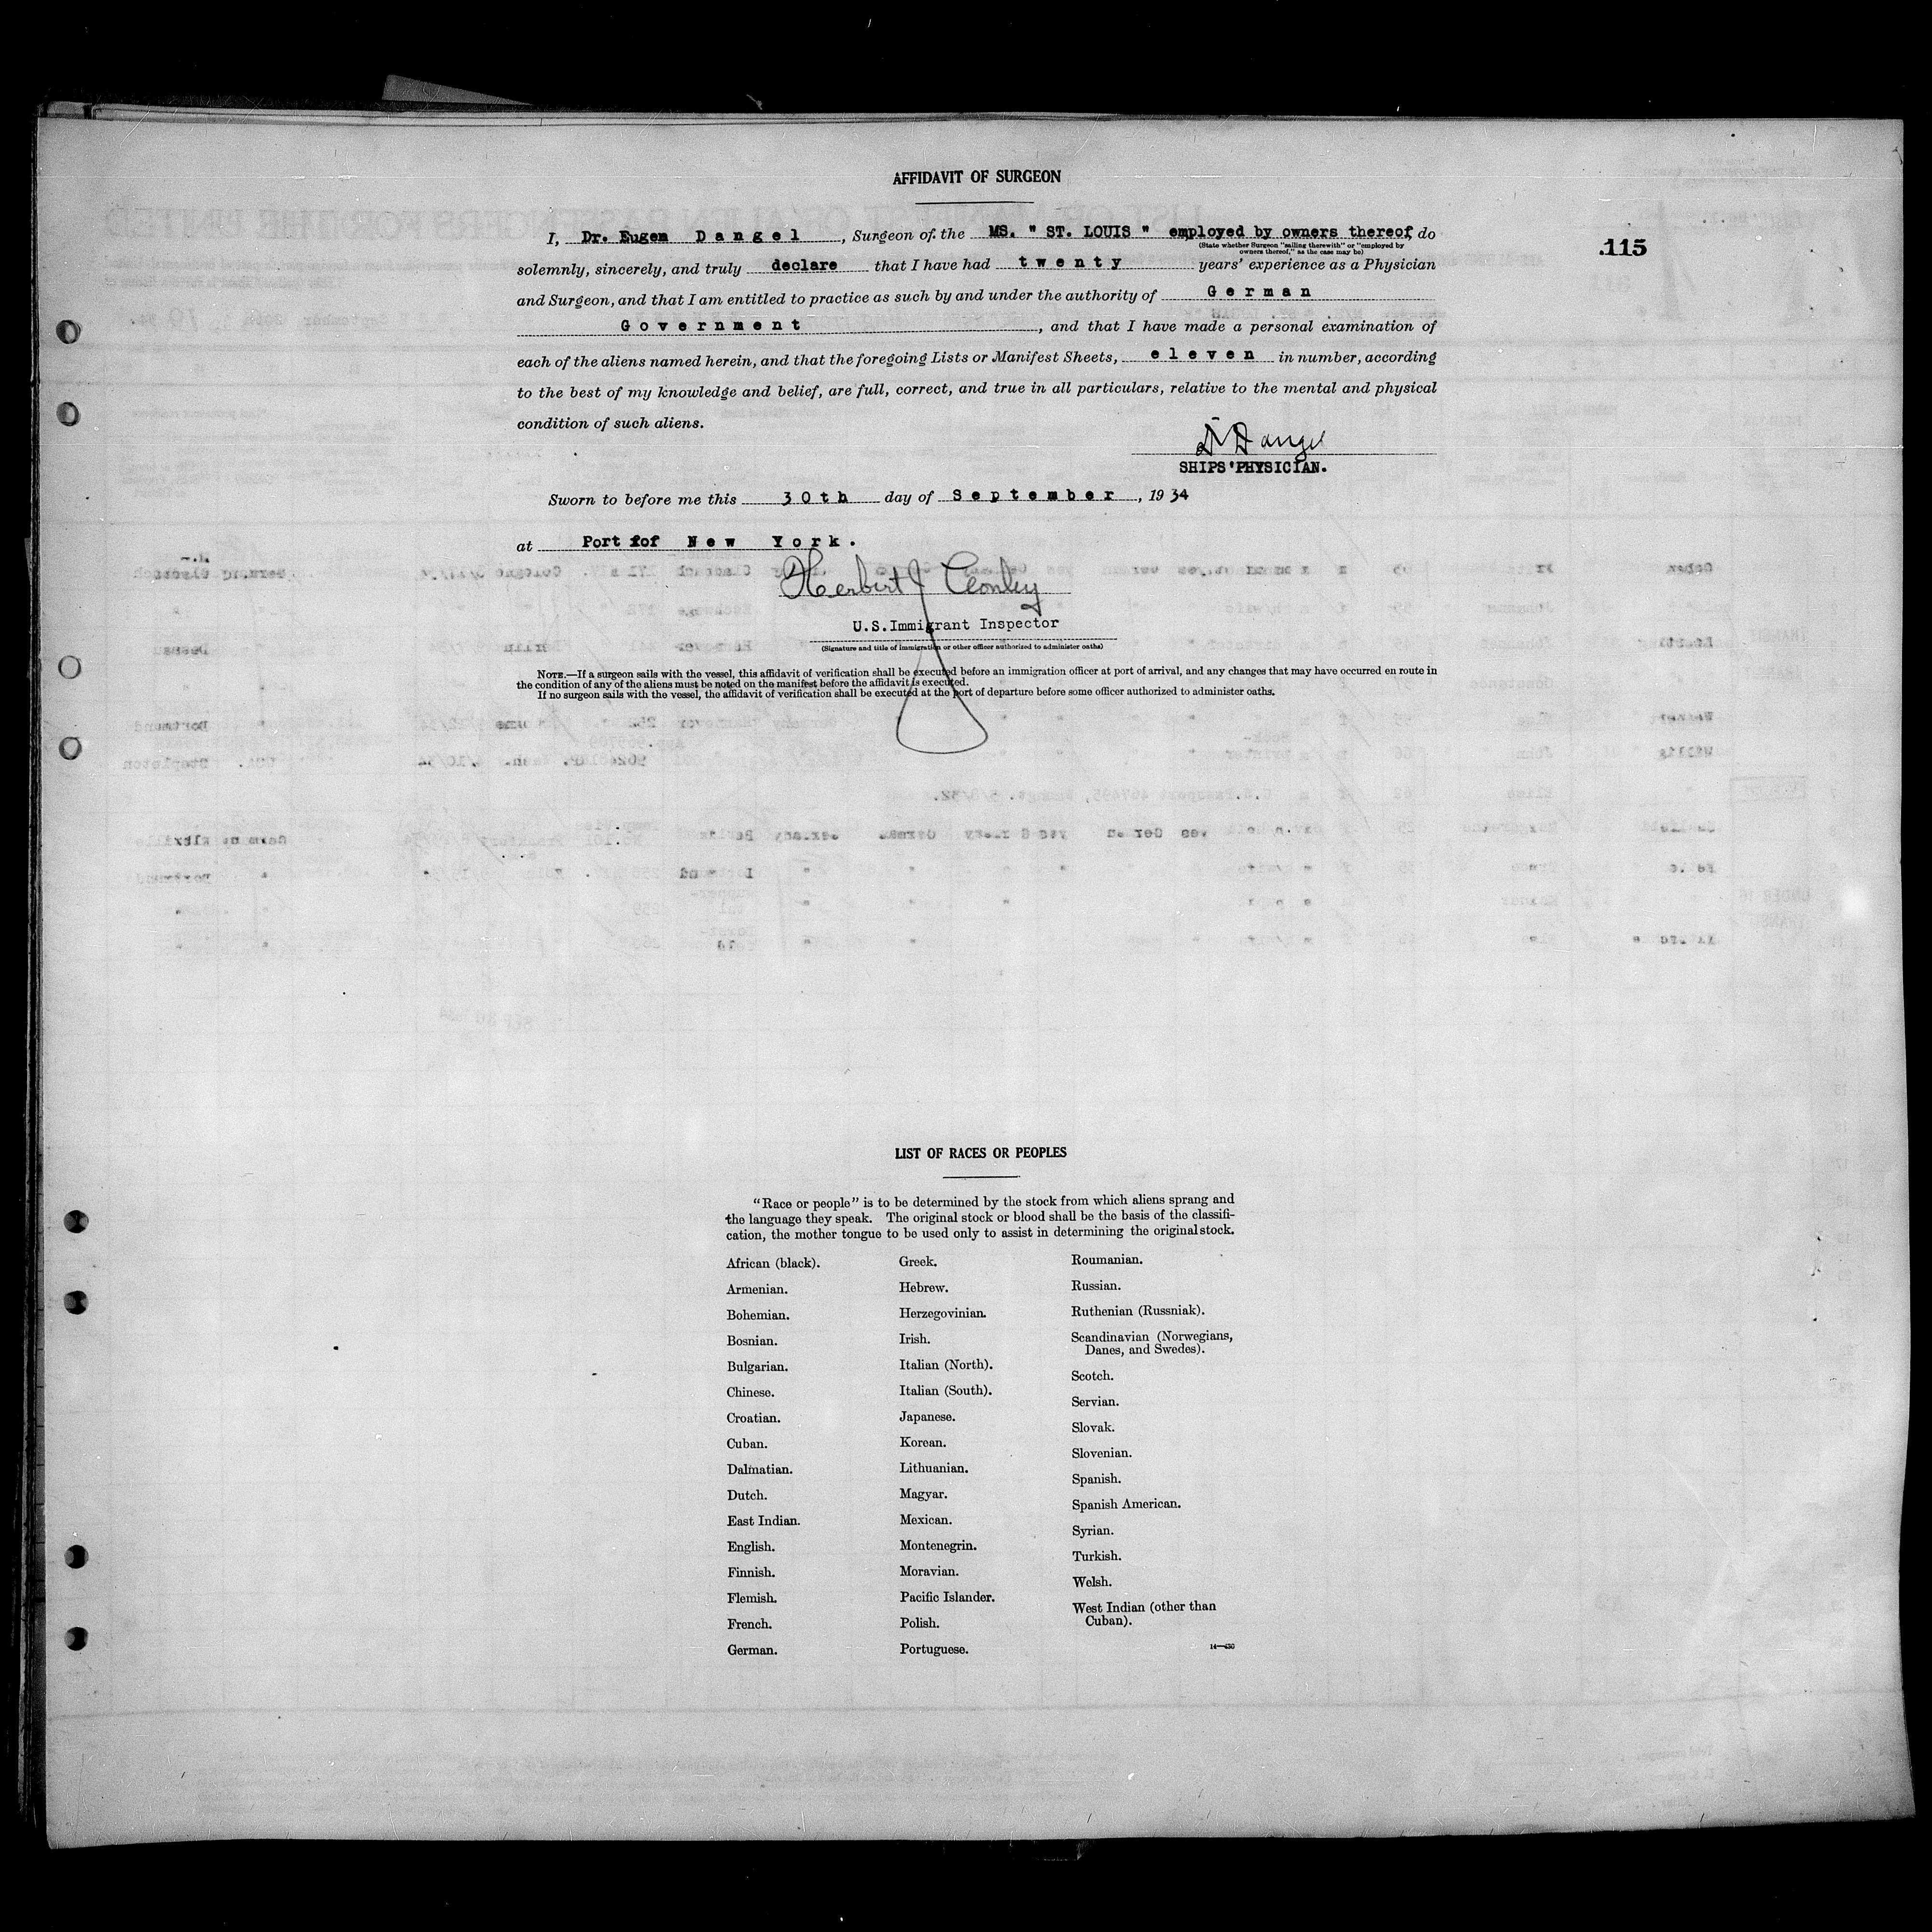 AFFIDAVIT OF SURGEON
115
I, Dr. Eugen Dangel, Surgeon of the MS. " ST. LOUIS " employed by owners thereof, do
(State whether Surgeon "sailing therewith" or "employed by
owners thereof," as the case may be)
solemnly, sincerely, and truly declare that I have had twenty years' experience as a Physician
and Surgeon, and that I am entitled to practice as such by and under the authority of German
Government, and that I have made a personal examination of
each of the aliens named herein, and that the foregoing Lists or Manifest Sheets, eleven in number, according
to the best of my knowledge and belief, are full, correct, and true in all particulars, relative to the mental and physical
condition of such aliens.
Dr Dangel
SHIPS'PHYSICIAN.
Sworn to before me this 30th day of September, 1934
at Port of New York.
Herbert J
U.S.Immigrant Inspector
(Signature and title of immigration or other officer authorized to administer oaths)
NOTE.—If a surgeon sails with the vessel, this affidavit of verification shall be executed before an immigration officer at port of arrival, and any changes that may have occurred en route in
the condition of any of the aliens must be noted on the manifest before the affidavit is executed.
If no surgeon sails with the vessel, the affidavit of verification shall be executed at the port of departure before some officer authorized to administer oaths.
LIST OF RACES OR PEOPLES
"Race or people" is to be determined by the stock from which aliens sprang and
the language they speak. The original stock or blood shall be the basis of the classifi-
cation, the mother tongue to be used only to assist in determining the original stock.
African (black).
Armenian.
Bohemian.
Bosnian.
Bulgarian.
Chinese.
Croatian.
Cuban.
Dalmatian.
Dutch.
East Indian.
English.
Finnish.
Flemish.
French.
German.
Greek.
Hebrew.
Herzegovinian.
Irish.
Italian (North).
Italian (South).
Japanese.
Korean.
Lithuanian.
Magyar.
Mexican.
Montenegrin.
Moravian.
Pacific Islander.
Polish.
Portuguese.
Roumanian.
Russian.
Ruthenian (Russniak).
Scandinavian (Norwegians,
Danes, and Swedes).
Scotch.
Servian.
Slovak.
Slovenian.
Spanish.
Spanish American.
Syrian.
Turkish.
Welsh.
West Indian (other than
Cuban).
14—430